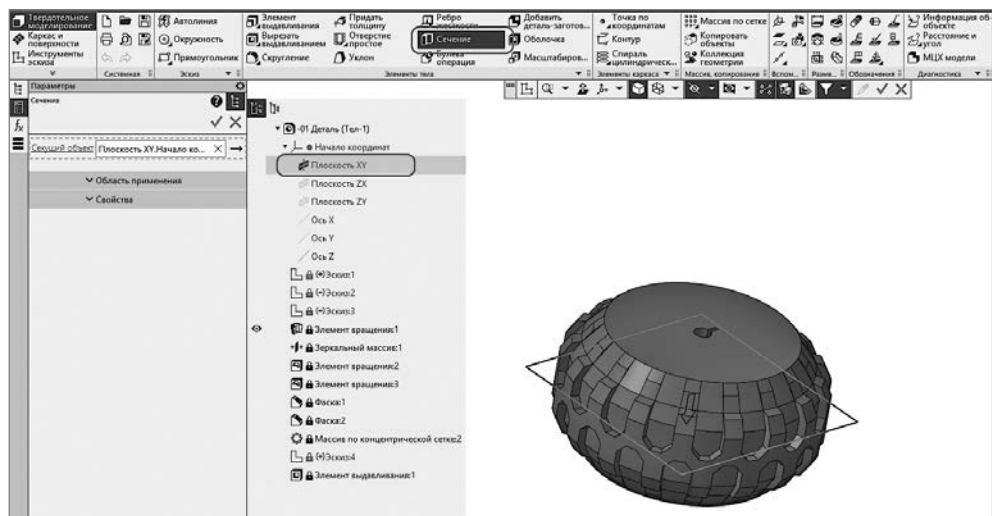 Твердотельное моделирование
Каркас и поверхности
Инструменты эскиза
Системная
Автолиния
Окружность
Прямоугольник
Эскиз
Элемент выдавливания
Вырезать выдавливанием
Скругление
Придать толщину
Отверстие простое
Уклон
Ребро
Сечение
Булева операция
Добавить деталь-заготов...
Оболочка
Масштабиров...
Элементы тела
Точка по координатам
Контур
Спираль цилиндрическ...
Элементы каркаса
Массив по сетке
Копировать объекты
Коллекция геометрии
Массив, копирование
Вспом...
Разме...
Обозначения
Информация об объекте
Расстояние и угол
МЦХ модели
Диагностика
Параметры
Сечение
Секущий объект
Плоскость XY.Начало ко...
Область применения
Свойства
-01 Деталь (Тел-1)
Начало координат
Плоскость XY
Плоскость ZX
Плоскость ZY
Ось X
Ось Y
Ось Z
(+)Эскиз:1
(-)Эскиз:2
(-)Эскиз:3
Элемент вращения:1
Зеркальный массив:1
Элемент вращения:2
Элемент вращения:3
Фаска:1
Фаска:2
Массив по концентрической сетке:2
(+)Эскиз:4
Элемент выдавливания:1